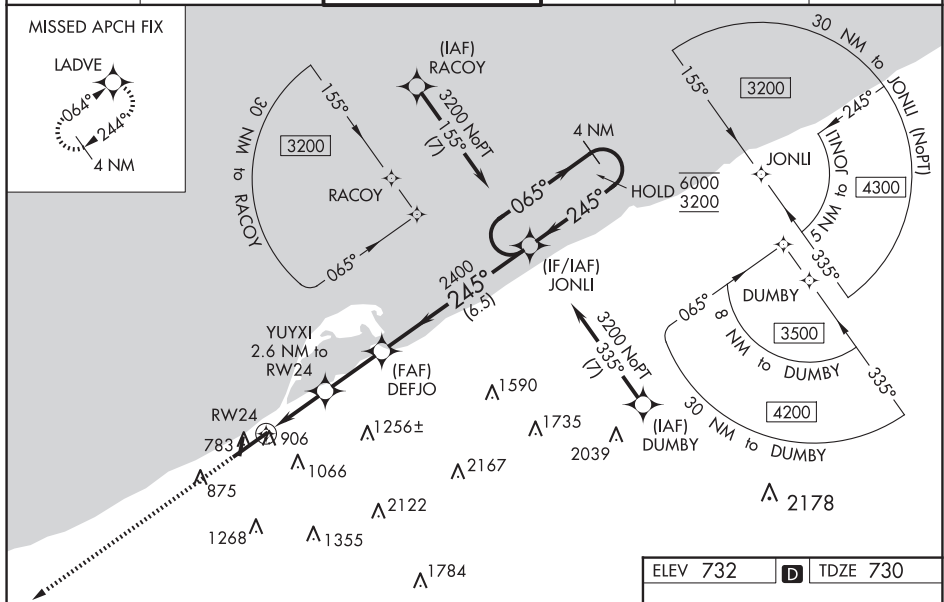 MISSED APCH FIX
LADVE
064°
244°
4 NM
30 NM to RACOY
155°
3200
RACOY
065°
(IAF)
RACOY
3200 NoPT
155°
(7)
4 NM
065°
245°
HOLD 6000
3200
(IF/IAF)
JONLI
2400
245°
(6.5)
30 NM to JONLI (NoPT)
155°
3200
245°
JONLI
5 NM to JONLI
4300
335°
DUMBY
065°
3500
8 NM to DUMBY
335°
4200
30 NM to DUMBY
3200 NoPT
335°
(7)
(IAF)
DUMBY
YUYXI
2.6 NM to
RW24
(FAF)
DEFJO
RW24
783
906
1256±
1590
1735
2039
1066
2167
875
2122
2178
1268
1355
1784
ELEV 732 D TDZE 730